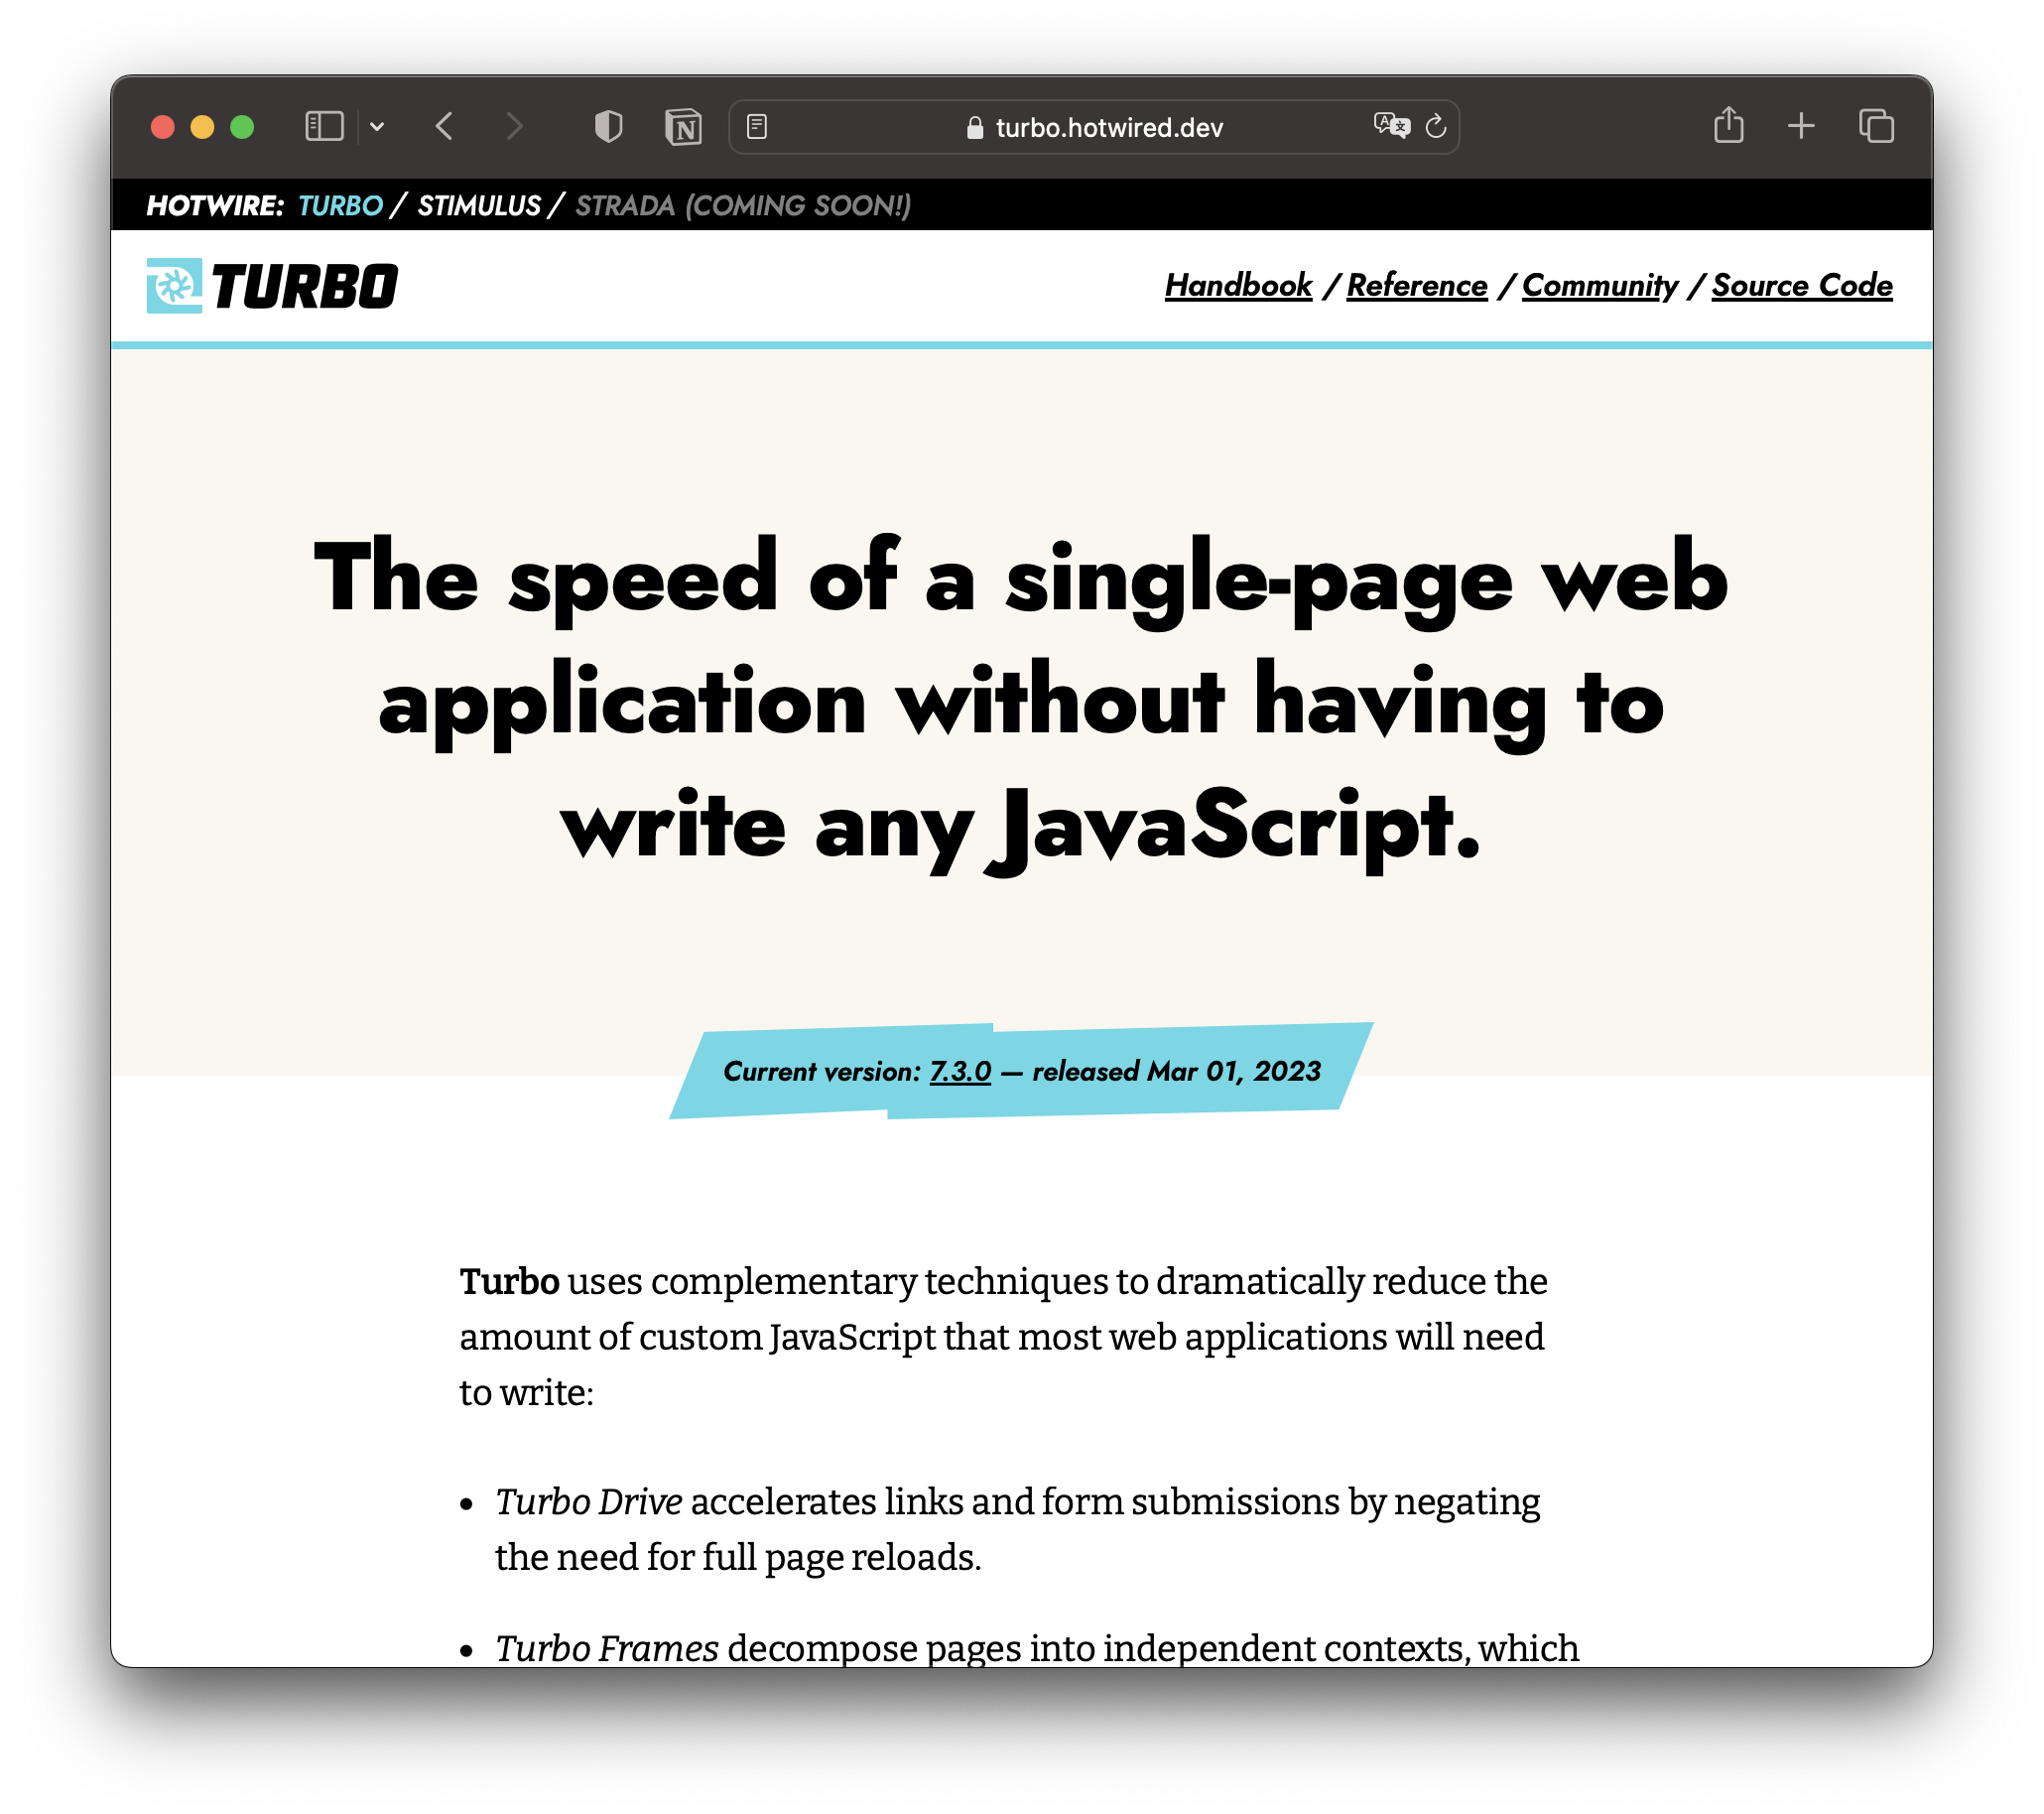 turbo.hotwired.dev
HOTWIRE: TURBO / STIMULUS / STRADA (COMING SOON!)
TURBO
Handbook / Reference / Community / Source Code
The speed of a single-page web
application without having to
write any JavaScript.
Current version: 7.3.0 — released Mar 01, 2023
Turbo uses complementary techniques to dramatically reduce the
amount of custom JavaScript that most web applications will need
to write:
• Turbo Drive accelerates links and form submissions by negating
the need for full page reloads.
• Turbo Frames decompose pages into independent contexts, which